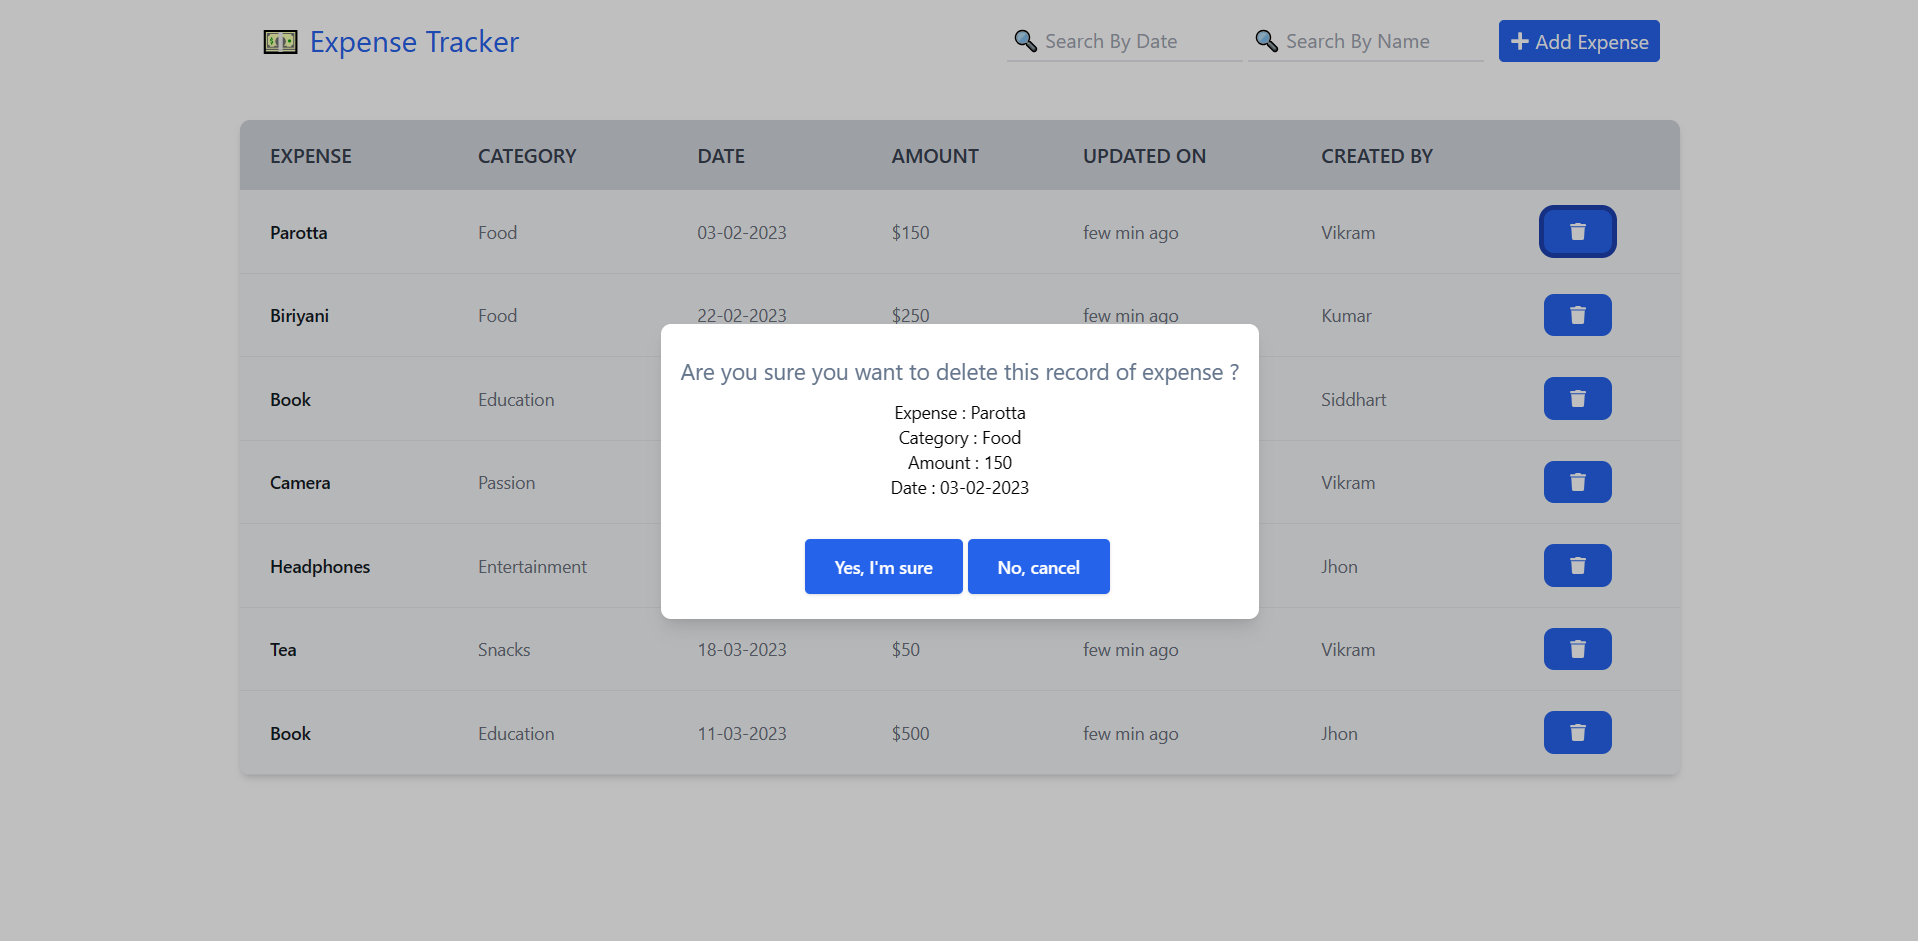 Expense Tracker
Search By Date
Search By Name
Add Expense
EXPENSE CATEGORY DATE AMOUNT UPDATED ON CREATED BY
Parotta Food 03-02-2023 $150 few min ago Vikram
Biriyani Food 22-02-2023 $250 few min ago Kumar
Book Education Siddhart
Camera Passion Vikram
Headphones Entertainment Jhon
Tea Snacks 18-03-2023 $50 few min ago Vikram
Book Education 11-03-2023 $500 few min ago Jhon
Are you sure you want to delete this record of expense ?
Expense : Parotta
Category : Food
Amount : 150
Date : 03-02-2023
Yes, I'm sure
No, cancel